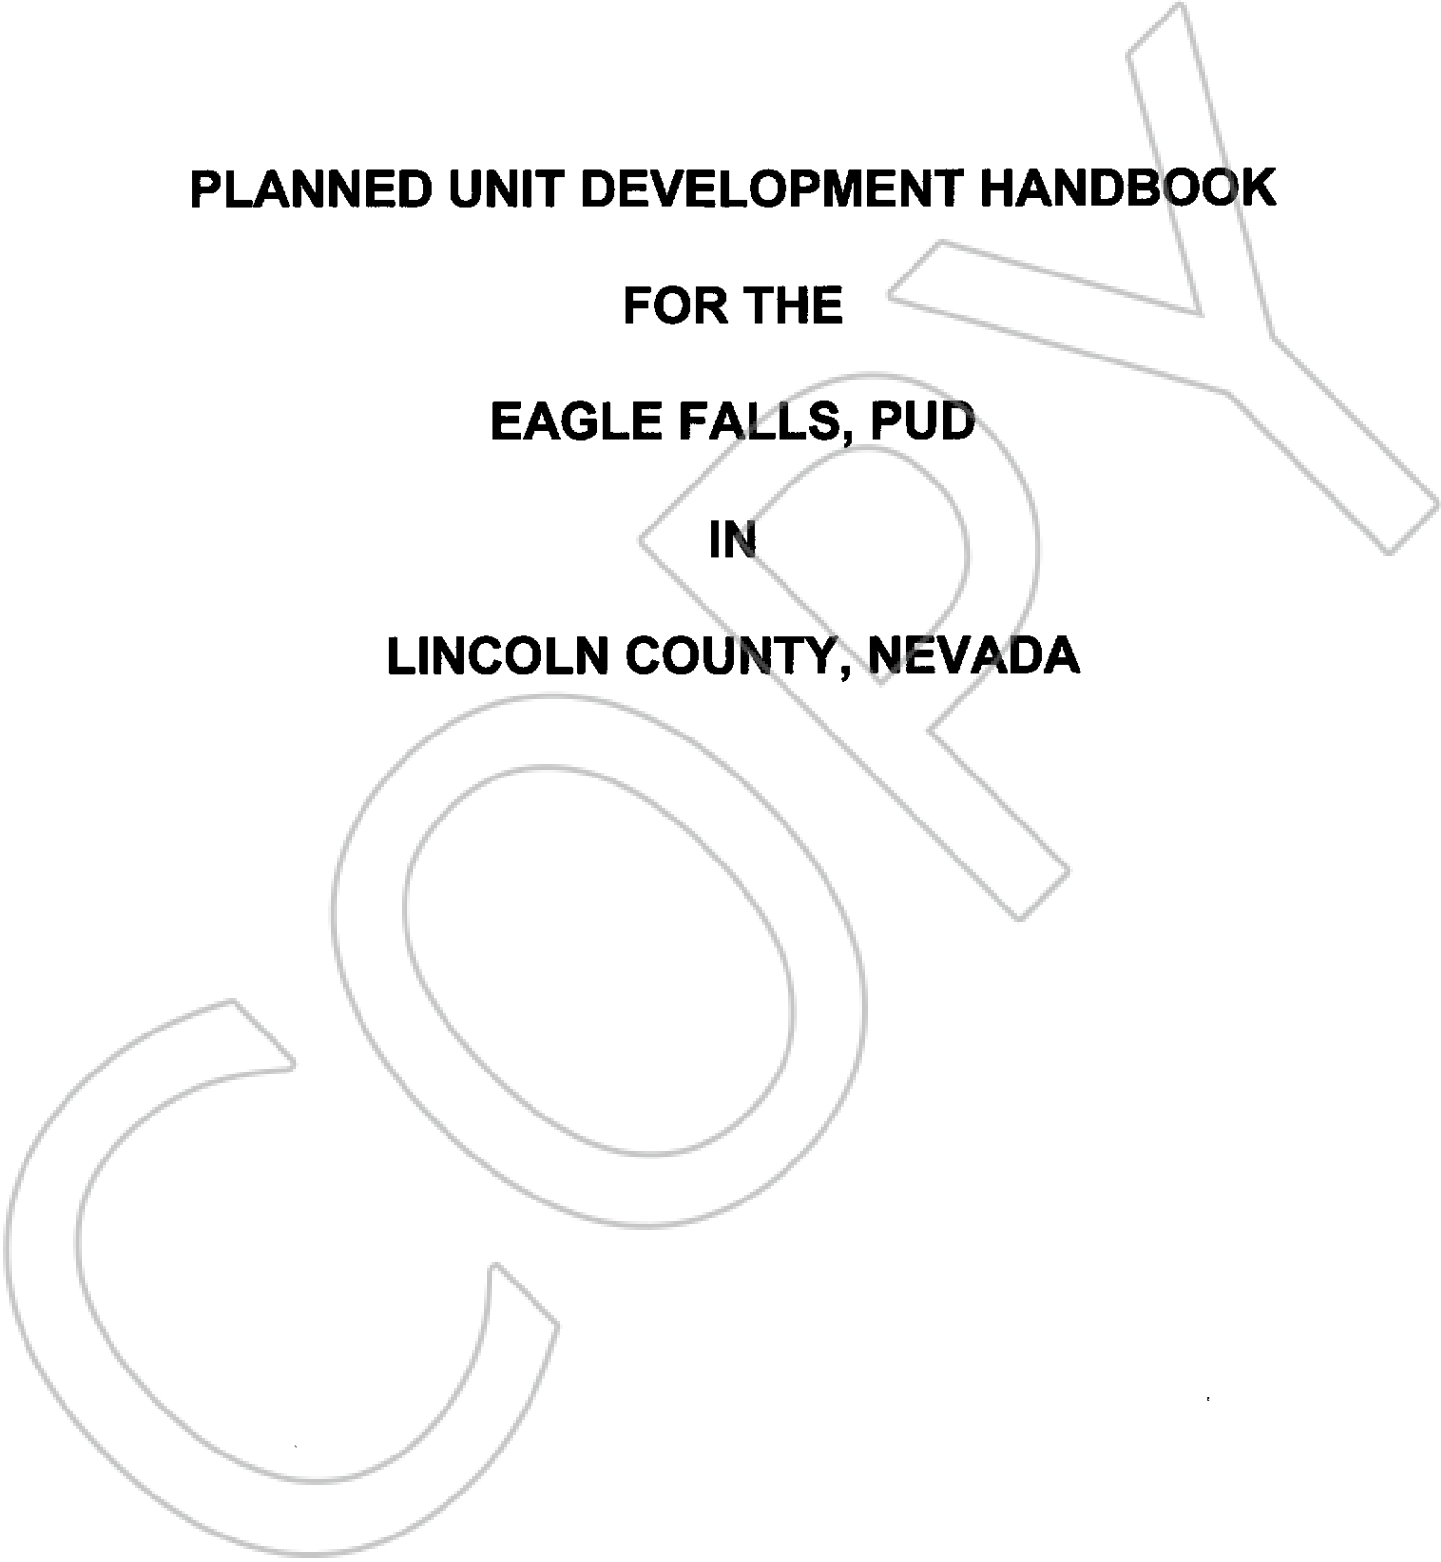 PLANNED UNIT DEVELOPMENT HANDBOOK
FOR THE
EAGLE FALLS, PUD
IN
LINCOLN COUNTY, NEVADA
COPY